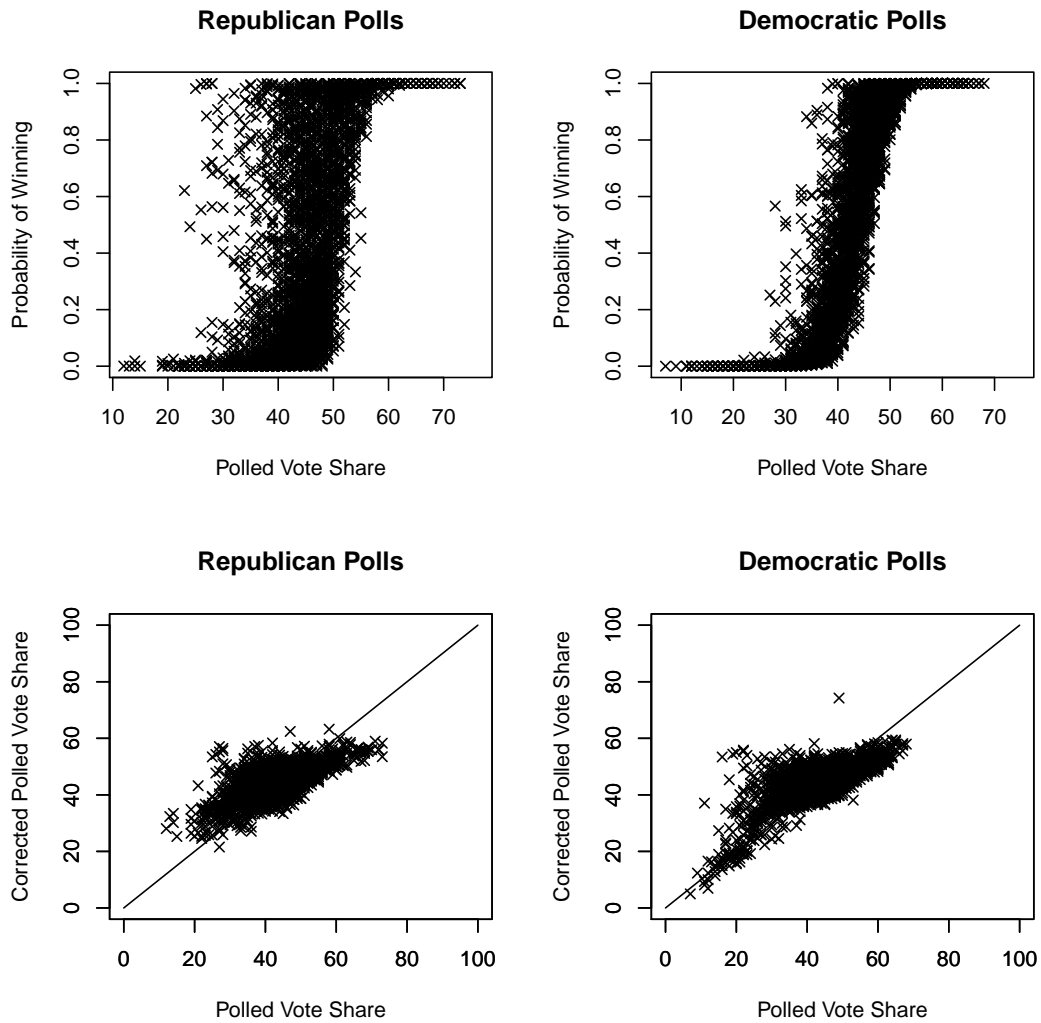 Republican Polls
Probability of Winning
0.0 0.2 0.4 0.6 0.8 1.0
10 20 30 40 50 60 70
Polled Vote Share
Democratic Polls
Probability of Winning
0.0 0.2 0.4 0.6 0.8 1.0
10 20 30 40 50 60 70
Polled Vote Share
Republican Polls
Corrected Polled Vote Share
0 20 40 60 80 100
0 20 40 60 80 100
Polled Vote Share
Democratic Polls
Corrected Polled Vote Share
0 20 40 60 80 100
0 20 40 60 80 100
Polled Vote Share